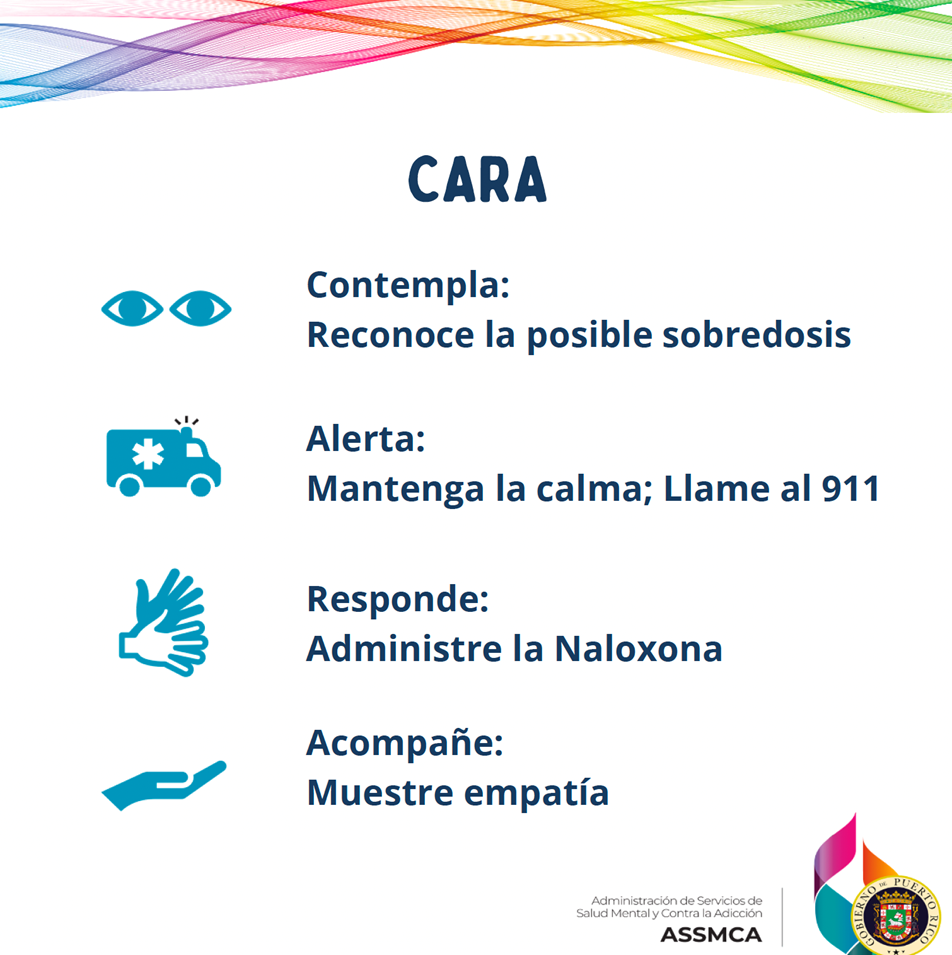 CARA
Contempla:
Reconoce la posible sobredosis
Alerta:
Mantenga la calma; Llame al 911
Responde:
Administre la Naloxona
Acompañe:
Muestre empatía
Administración de Servicios de
Salud Mental y Contra la Adicción
ASSMCA
GOBIERNO DE PUERTO RICO